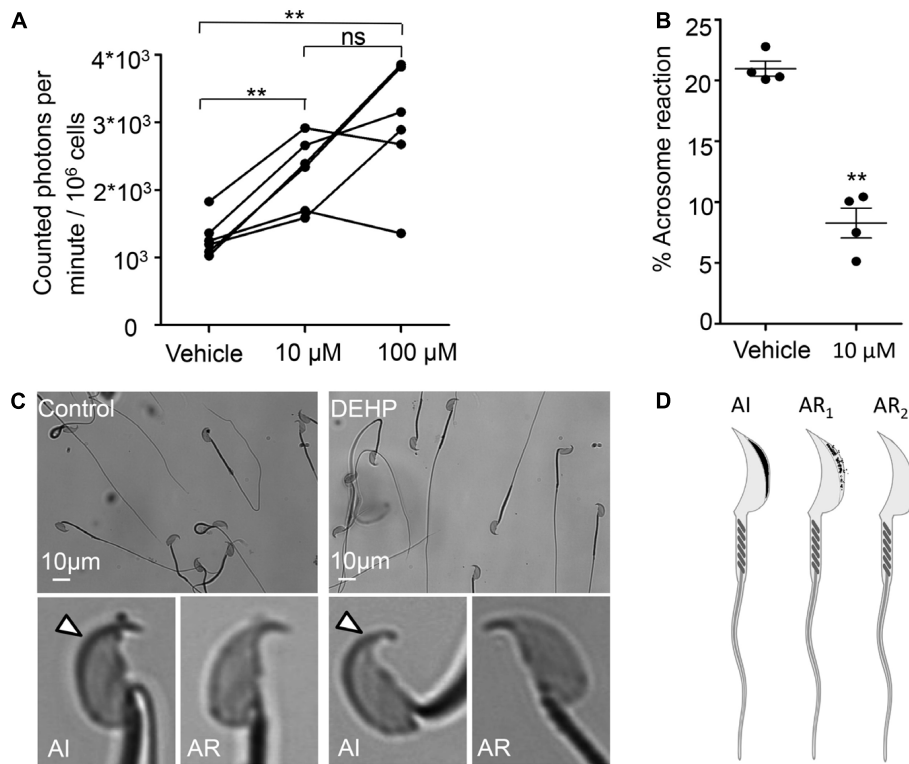 A
**
ns
**
4*10³
3*10³
2*10³
10³
0
Counted photons per
minute / 10⁶ cells
Vehicle 10 µM 100 µM
B
25
20
15
10
5
0
% Acrosome reaction
**
Vehicle 10 µM
C
Control
10µm
DEHP
10µm
AI
AR
AI
AR
D
AI AR₁ AR₂